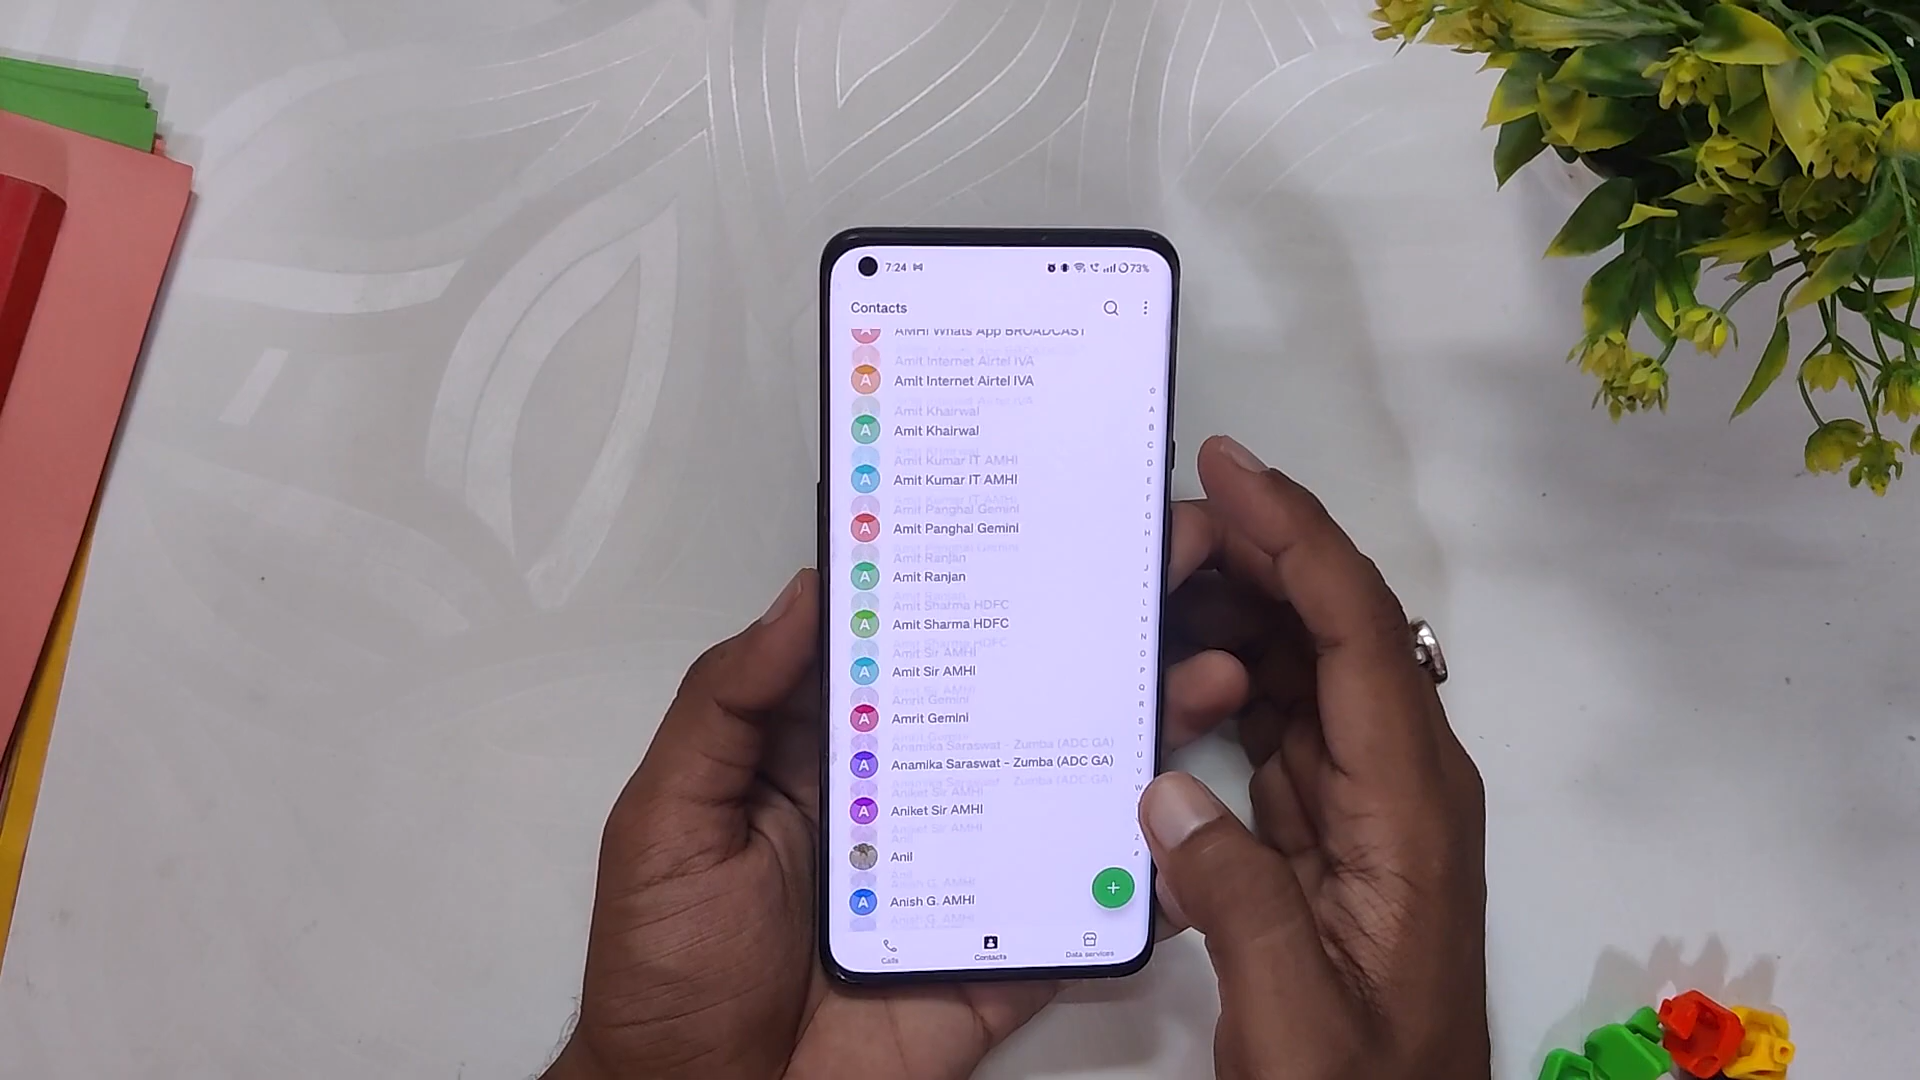 7:24
73%
Contacts
AMHI Whats App BROADCAST
Amit Internet Airtel IVA
Amit Khairwal
Amit Kumar IT AMHI
Amit Panghal Gemini
Amit Ranjan
Amit Sharma HDFC
Amit Sir AMHI
Amrit Gemini
Anamika Saraswat - Zumba (ADC GA)
Aniket Sir AMHI
Anil
Anish G. AMHI
A
A
A
A
A
A
A
A
A
A
A
A
B
C
D
E
F
G
H
I
J
K
L
M
N
O
P
Q
R
S
T
U
V
W
Z
#
+
Calls
Contacts
Data services